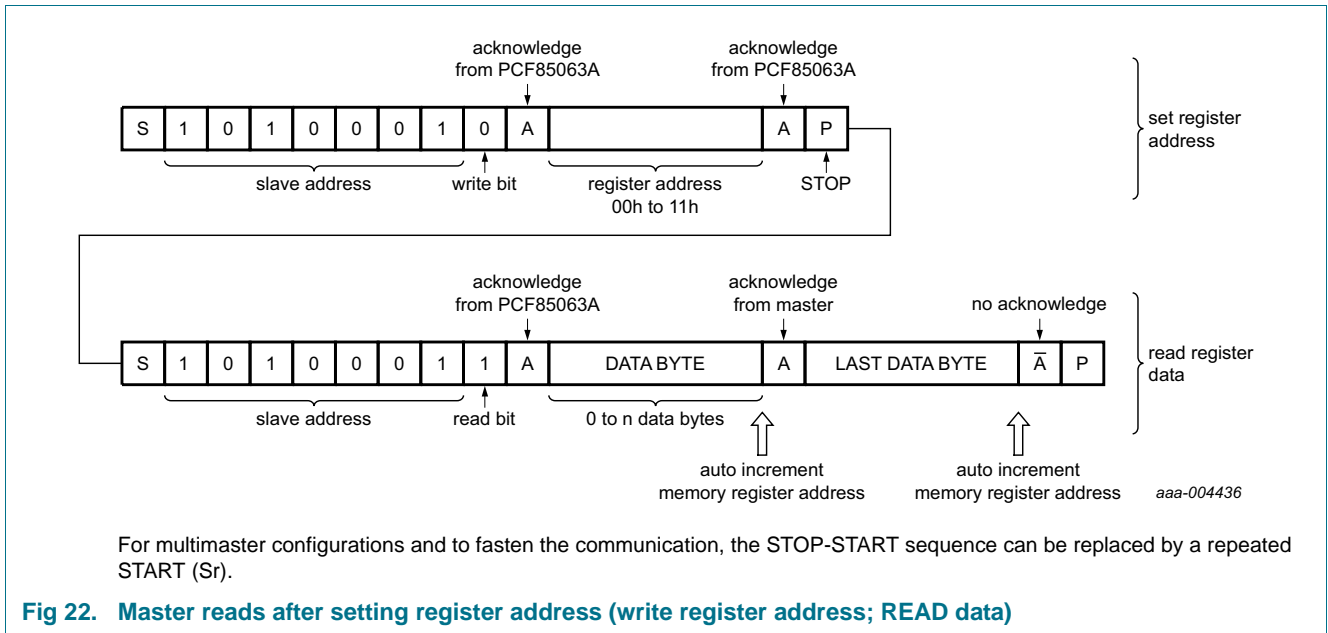 acknowledge
from PCF85063A
acknowledge
from PCF85063A
S 1 0 1 0 0 0 1 0 A A P
slave address
write bit
register address
00h to 11h
STOP
set register
address
acknowledge
from PCF85063A
acknowledge
from master
no acknowledge
S 1 0 1 0 0 0 1 1 A DATA BYTE A LAST DATA BYTE A̅ P
slave address
read bit
0 to n data bytes
read register
data
auto increment
memory register address
auto increment
memory register address
aaa-004436
For multimaster configurations and to fasten the communication, the STOP-START sequence can be replaced by a repeated
START (Sr).
Fig 22. Master reads after setting register address (write register address; READ data)